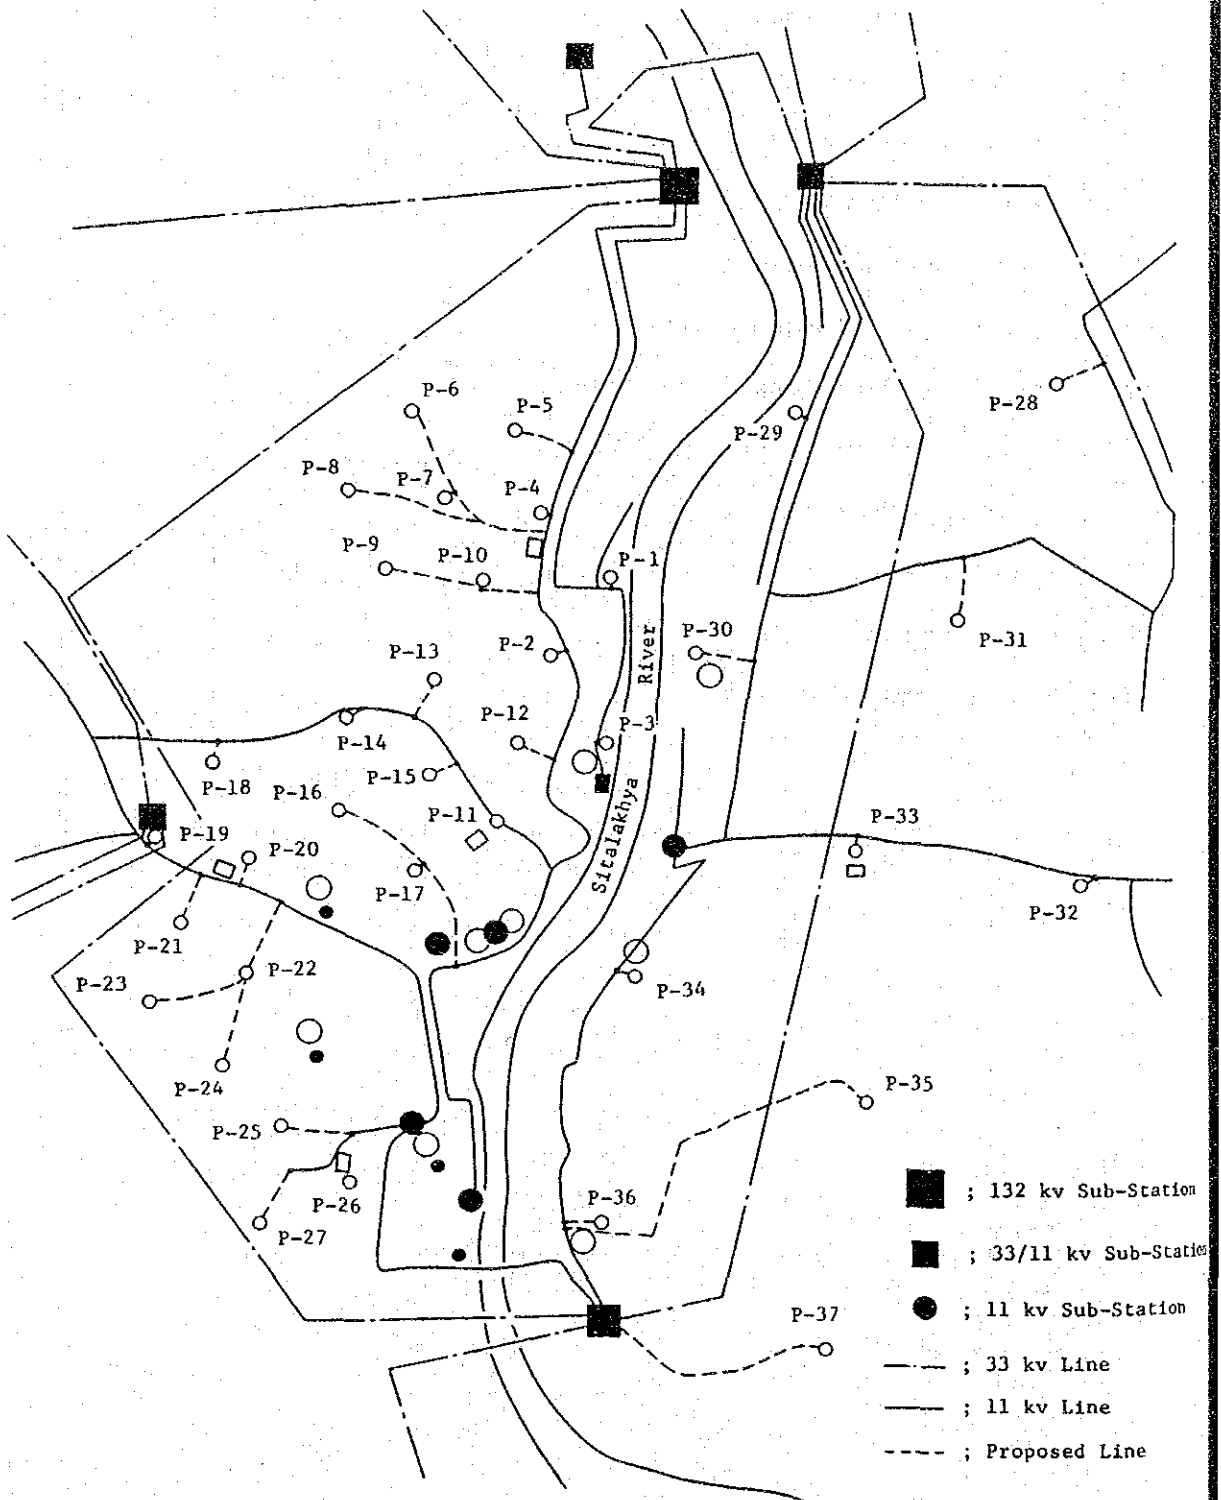 P-6
P-5
P-28
P-29
P-8
P-7
P-4
P-9
P-10
P-1
P-2
P-30
P-31
P-13
P-12
P-3
P-14
P-15
P-18
P-16
P-11
P-33
P-19
P-20
P-17
P-32
P-21
P-22
P-23
P-34
P-24
P-25
P-35
P-26
P-36
P-27
P-37
Sitalakhya River
; 132 kv Sub-Station
; 33/11 kv Sub-Station
; 11 kv Sub-Station
; 33 kv Line
; 11 kv Line
; Proposed Line